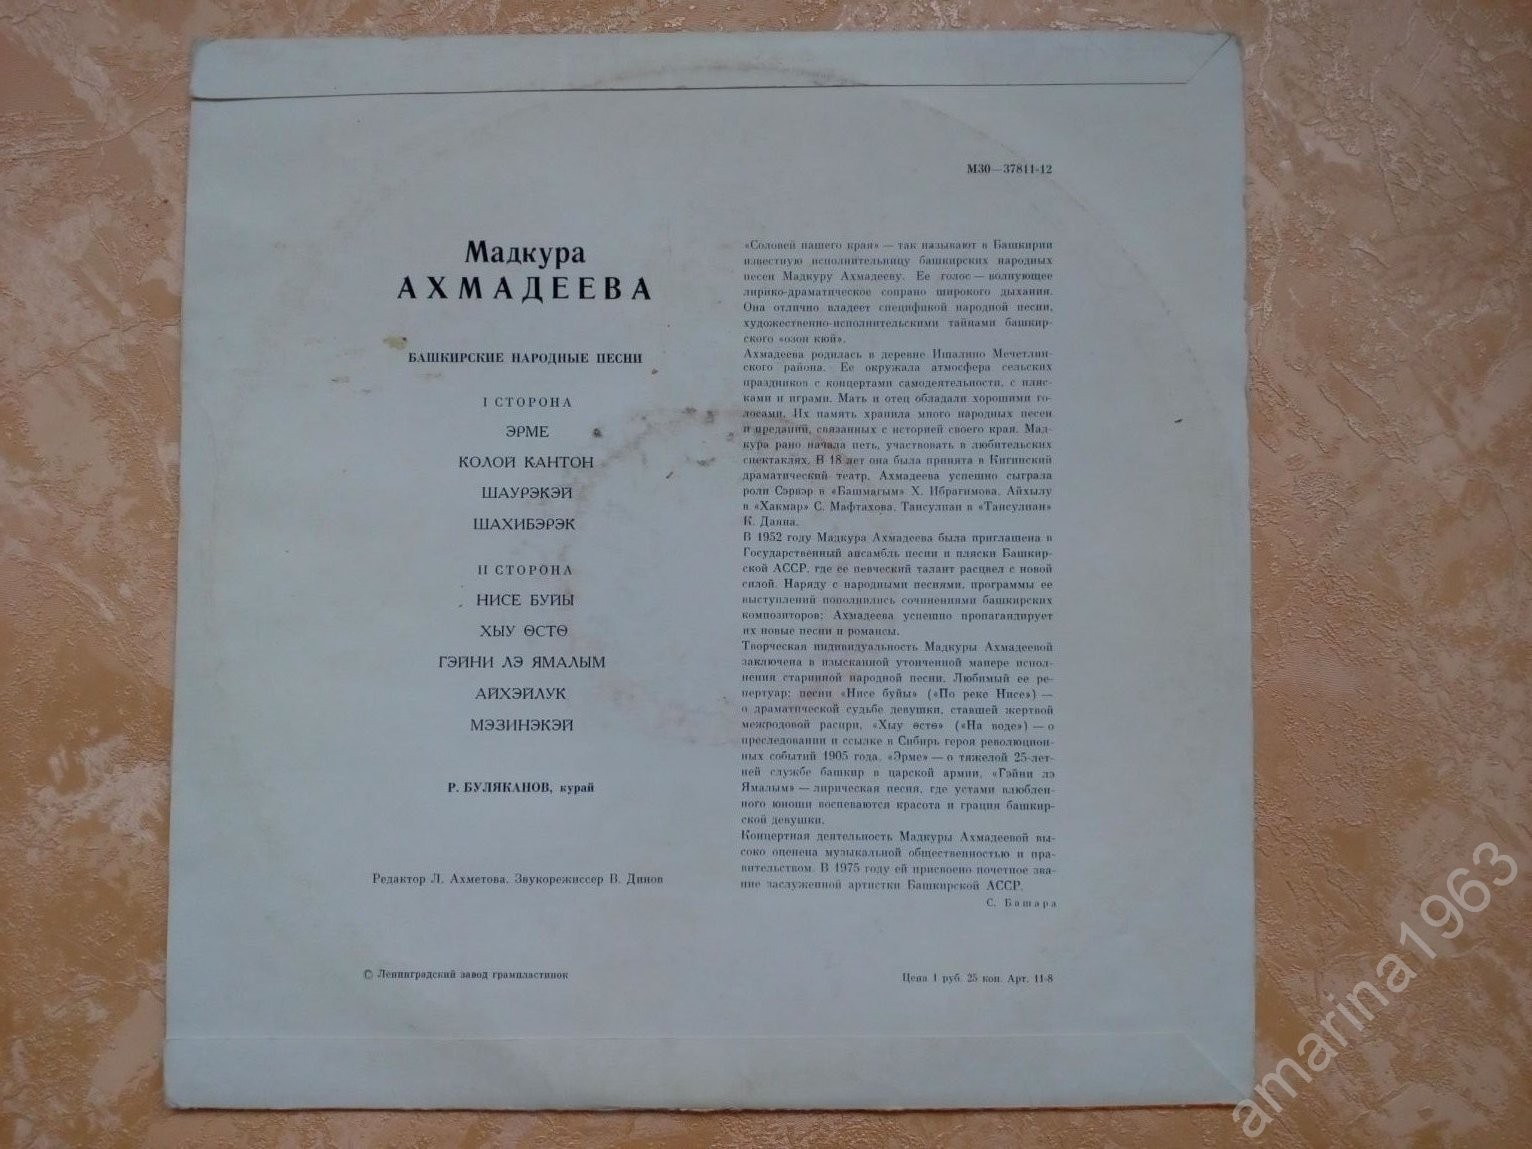 М30—37811-12
Мадкура
АХМАДЕЕВА
БАШКИРСКИЕ НАРОДНЫЕ ПЕСНИ
I СТОРОНА
ЭРМЕ
КОЛОЙ КАНТОН
ШАУРЭКЭЙ
ШАХИБЭРЭК
II СТОРОНА
НИСЕ БУЙЫ
ХЫУ ӨСТӨ
ГЭЙНИ ЛЭ ЯМАЛЫМ
АЙХЭЙЛУК
МЭЗИНЭКЭЙ
Р. БУЛЯКАНОВ, курай
Редактор Л. Ахметова. Звукорежиссер В. Динов
© Ленинградский завод грампластинок
«Соловей нашего края» — так называют в Башкирии
известную исполнительницу башкирских народных
песен Мадкуру Ахмадееву. Ее голос — волнующее
лирико-драматическое сопрано широкого дыхания.
Она отлично владеет спецификой народной песни,
художественно-исполнительскими тайнами башкир-
ского «озон кюй».
Ахмадеева родилась в деревне Ишалино Мечетлин-
ского района. Ее окружала атмосфера сельских
праздников с концертами самодеятельности, с пляс-
ками и играми. Мать и отец обладали хорошими го-
лосами. Их память хранила много народных песен
и преданий, связанных с историей своего края. Мад-
кура рано начала петь, участвовать в любительских
спектаклях. В 18 лет она была принята в Кигинский
драматический театр. Ахмадеева успешно сыграла
роли Сэрвэр в «Башмагым» Х. Ибрагимова, Айхылу
в «Хакмар» С. Мифтахова, Тансулпан в «Тансулпан»
К. Даяна.
В 1952 году Мадкура Ахмадеева была приглашена в
Государственный ансамбль песни и пляски Башкир-
ской АССР, где ее певческий талант расцвел с новой
силой. Наряду с народными песнями, программы ее
выступлений пополнились сочинениями башкирских
композиторов; Ахмадеева успешно пропагандирует
их новые песни и романсы.
Творческая индивидуальность Мадкуры Ахмадеевой
заключена в изысканной утонченной манере испол-
нения старинной народной песни. Любимый ее ре-
пертуар: песни «Нисе буйы» («По реке Нисе») —
о драматической судьбе девушки, ставшей жертвой
межродовой распри, «Хыу өстө» («На воде») — о
преследовании и ссылке в Сибирь героя революцион-
ных событий 1905 года, «Эрме» — о тяжелой 25-лет-
ней службе башкир в царской армии, «Гэйни лэ
Ямалым» — лирическая песня, где устами влюблен-
ного юноши воспеваются красота и грация башкир-
ской девушки.
Концертная деятельность Мадкуры Ахмадеевой вы-
соко оценена музыкальной общественностью и пра-
вительством. В 1975 году ей присвоено почетное зва-
ние заслуженной артистки Башкирской АССР.
С. Башара
Цена 1 руб. 25 коп. Арт. 11-8
amarina1963